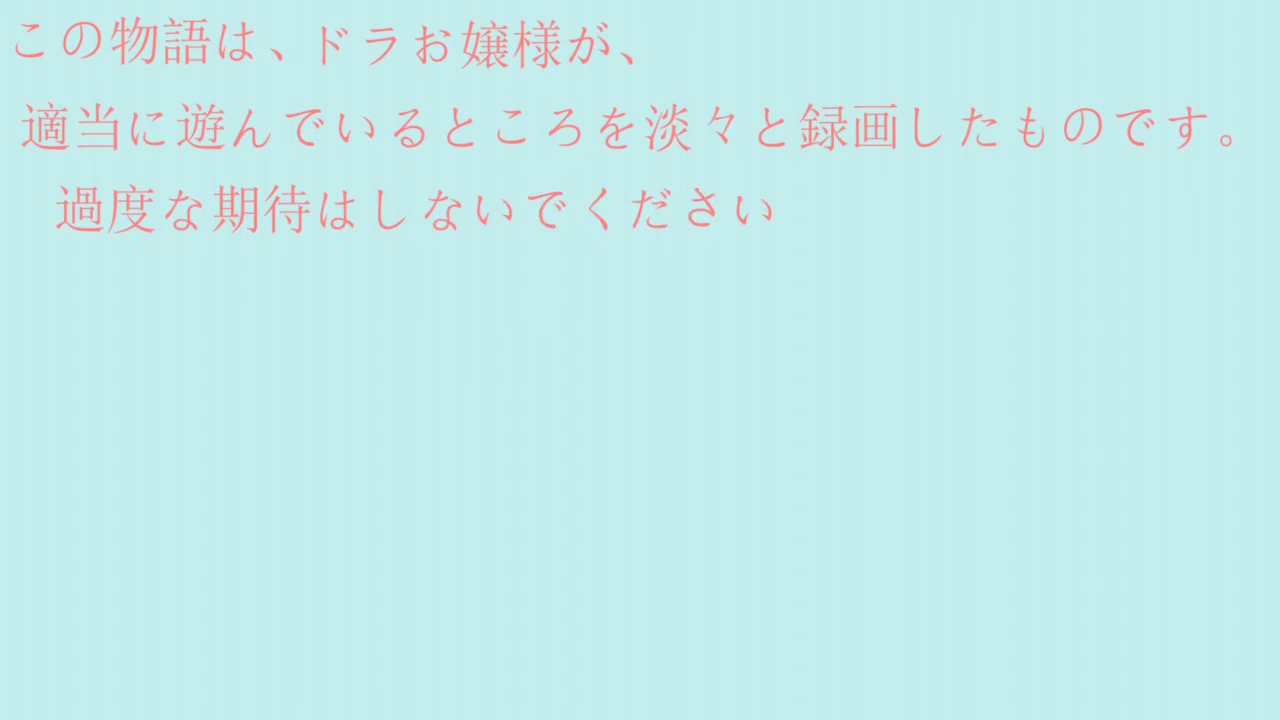 この物語は、ドラお嬢様が、
適当に遊んでいるところを淡々と録画したものです。
過度な期待はしないでください